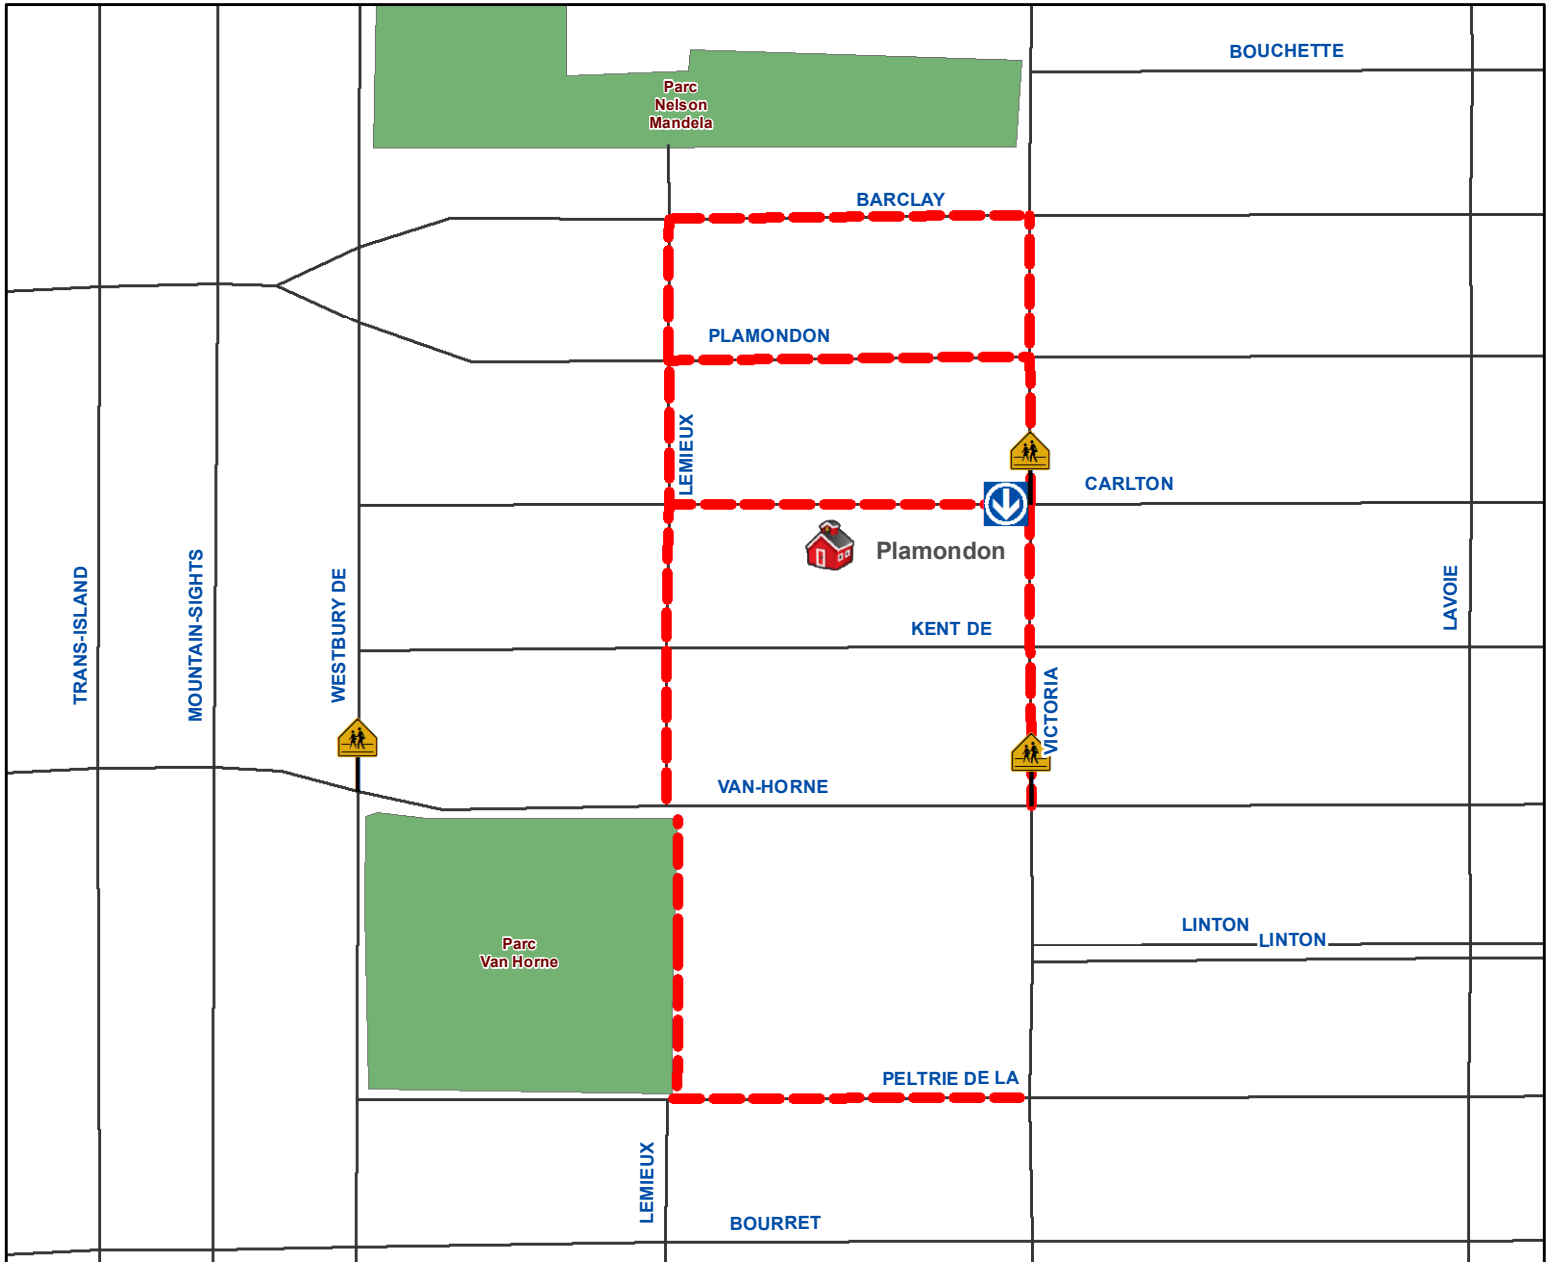 BOUCHETTE
Parc
Nelson
Mandela
BARCLAY
PLAMONDON
LEMIEUX
CARLTON
Plamondon
TRANS-ISLAND
MOUNTAIN-SIGHTS
WESTBURY DE
LAVOIE
KENT DE
VICTORIA
VAN-HORNE
LINTON
LINTON
Parc
Van Horne
PELTRIE DE LA
LEMIEUX
BOURRET